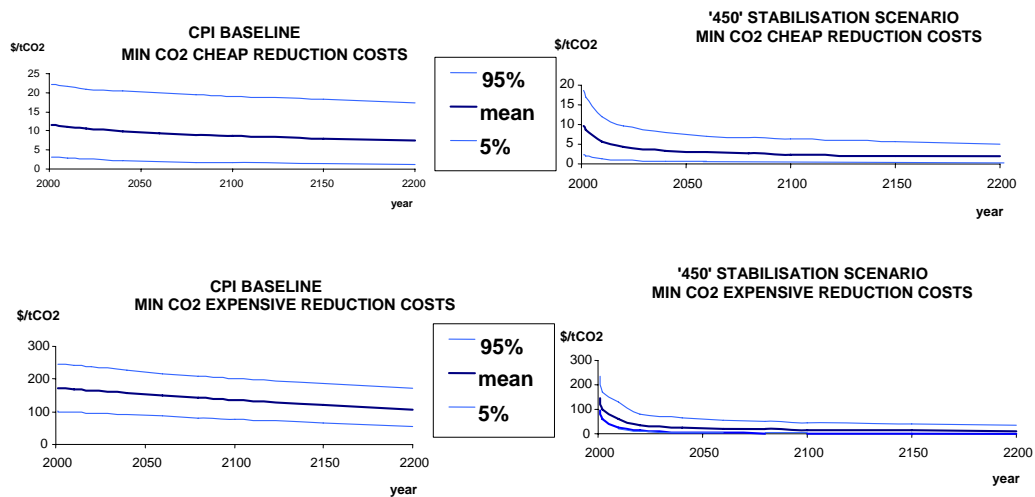 CPI BASELINE
MIN CO2 CHEAP REDUCTION COSTS
$/tCO2
25
20
15
10
5
0
2000 2050 2100 2150 2200
year
95%
mean
5%
'450' STABILISATION SCENARIO
MIN CO2 CHEAP REDUCTION COSTS
$/tCO2
20
15
10
5
0
2000 2050 2100 2150 2200
year
CPI BASELINE
MIN CO2 EXPENSIVE REDUCTION COSTS
$/tCO2
300
200
100
0
2000 2050 2100 2150 2200
year
95%
mean
5%
'450' STABILISATION SCENARIO
MIN CO2 EXPENSIVE REDUCTION COSTS
$/tCO2
300
200
100
0
2000 2050 2100 2150 2200
year